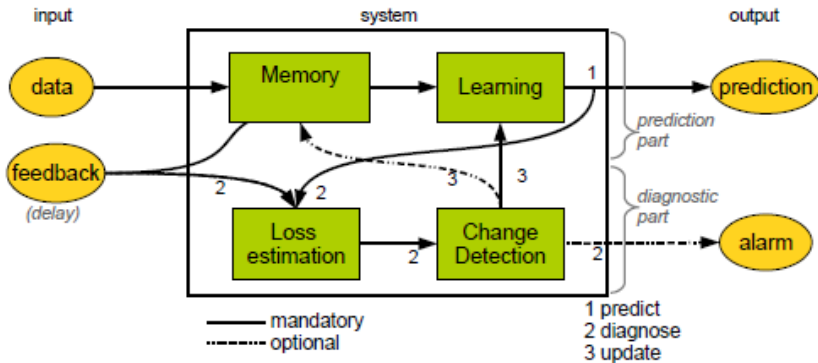 input
system
output
data
Memory
Learning
1
prediction
prediction
part
feedback
(delay)
2
2
3
3
diagnostic
part
Loss
estimation
2
Change
Detection
2
alarm
mandatory
optional
1 predict
2 diagnose
3 update